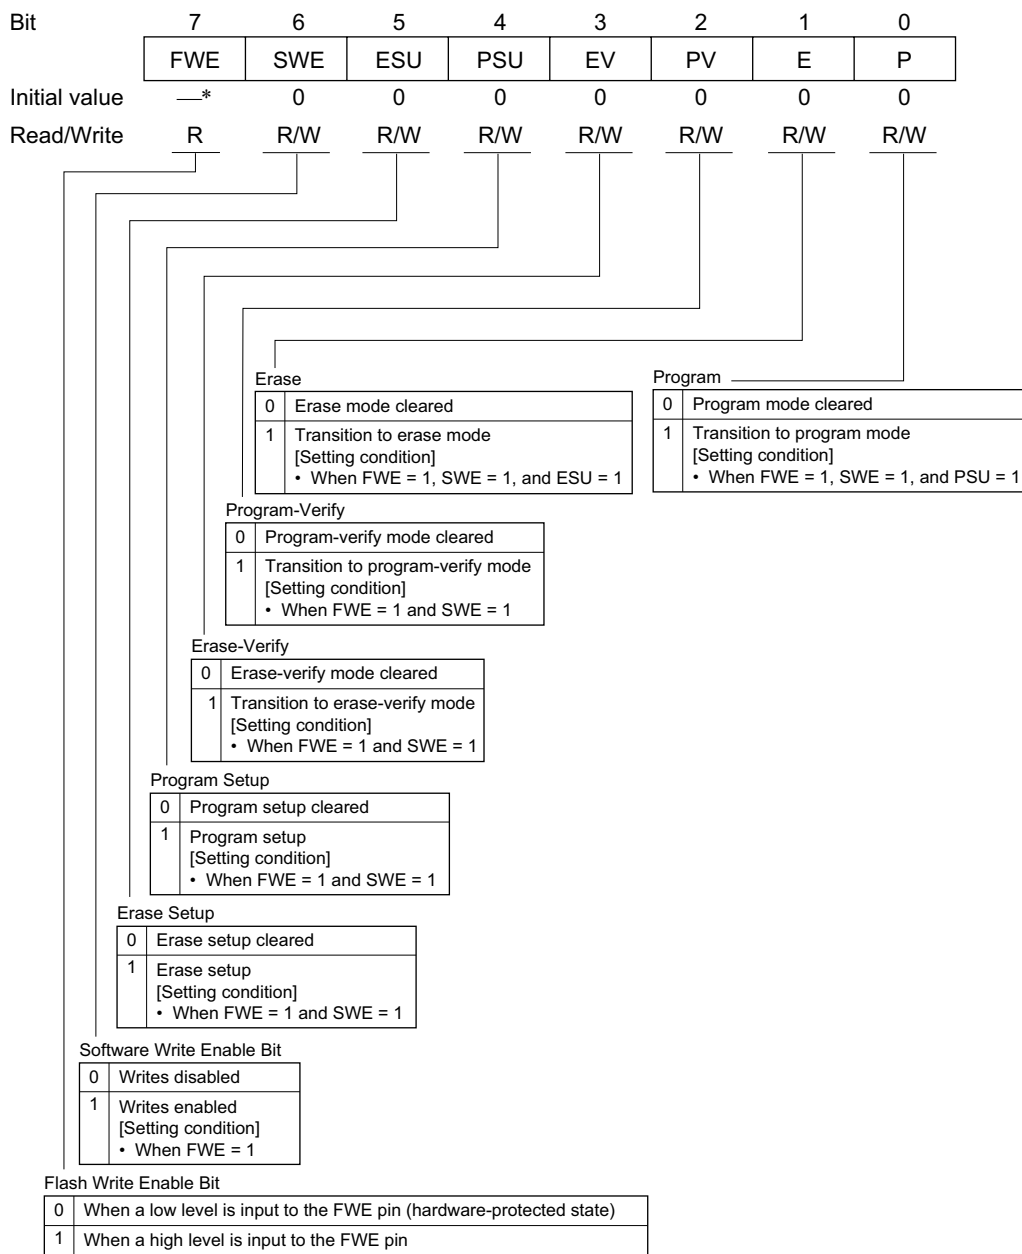 Bit 7 6 5 4 3 2 1 0
FWE SWE ESU PSU EV PV E P
Initial value —* 0 0 0 0 0 0 0
Read/Write R R/W R/W R/W R/W R/W R/W R/W
Erase
0 Erase mode cleared
1 Transition to erase mode
[Setting condition]
• When FWE = 1, SWE = 1, and ESU = 1
Program
0 Program mode cleared
1 Transition to program mode
[Setting condition]
• When FWE = 1, SWE = 1, and PSU = 1
Program-Verify
0 Program-verify mode cleared
1 Transition to program-verify mode
[Setting condition]
• When FWE = 1 and SWE = 1
Erase-Verify
0 Erase-verify mode cleared
1 Transition to erase-verify mode
[Setting condition]
• When FWE = 1 and SWE = 1
Program Setup
0 Program setup cleared
1 Program setup
[Setting condition]
• When FWE = 1 and SWE = 1
Erase Setup
0 Erase setup cleared
1 Erase setup
[Setting condition]
• When FWE = 1 and SWE = 1
Software Write Enable Bit
0 Writes disabled
1 Writes enabled
[Setting condition]
• When FWE = 1
Flash Write Enable Bit
0 When a low level is input to the FWE pin (hardware-protected state)
1 When a high level is input to the FWE pin